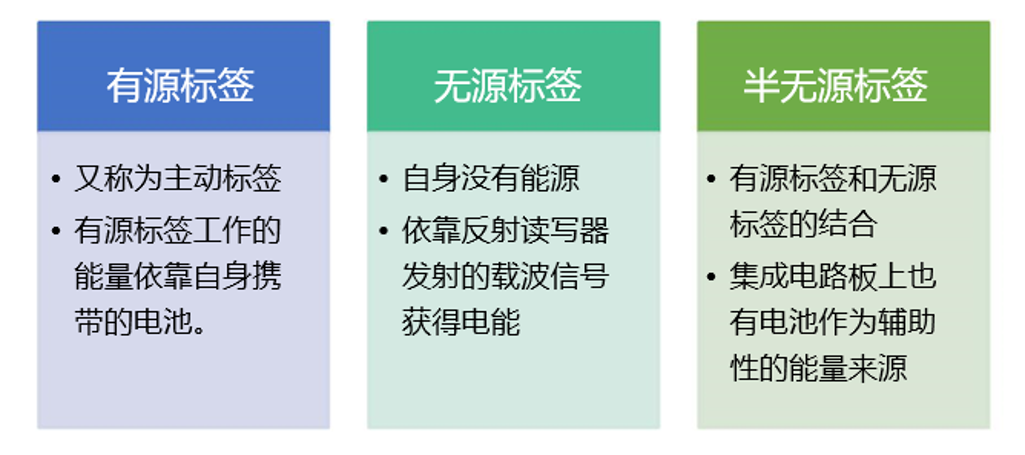 有源标签
• 又称为主动标签
• 有源标签工作的
能量依靠自身携
带的电池。
无源标签
• 自身没有能源
• 依靠反射读写器
发射的载波信号
获得电能
半无源标签
• 有源标签和无源
标签的结合
• 集成电路板上也
有电池作为辅助
性的能量来源